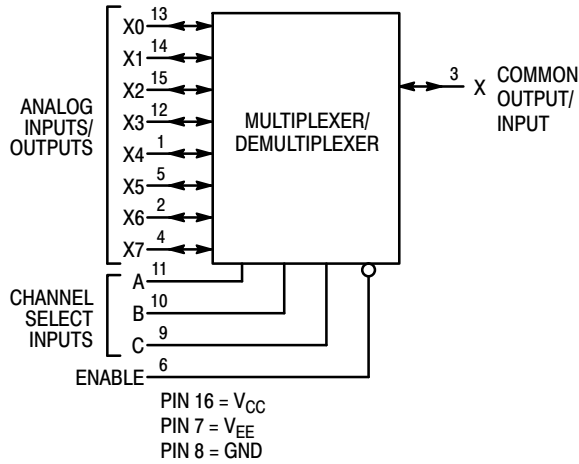 X0 13
X1 14
X2 15
X3 12
X4 1
X5 5
X6 2
X7 4
ANALOG
INPUTS/
OUTPUTS
MULTIPLEXER/
DEMULTIPLEXER
3 X COMMON
OUTPUT/
INPUT
A 11
B 10
C 9
CHANNEL
SELECT
INPUTS
ENABLE 6
PIN 16 = VCC
PIN 7 = VEE
PIN 8 = GND